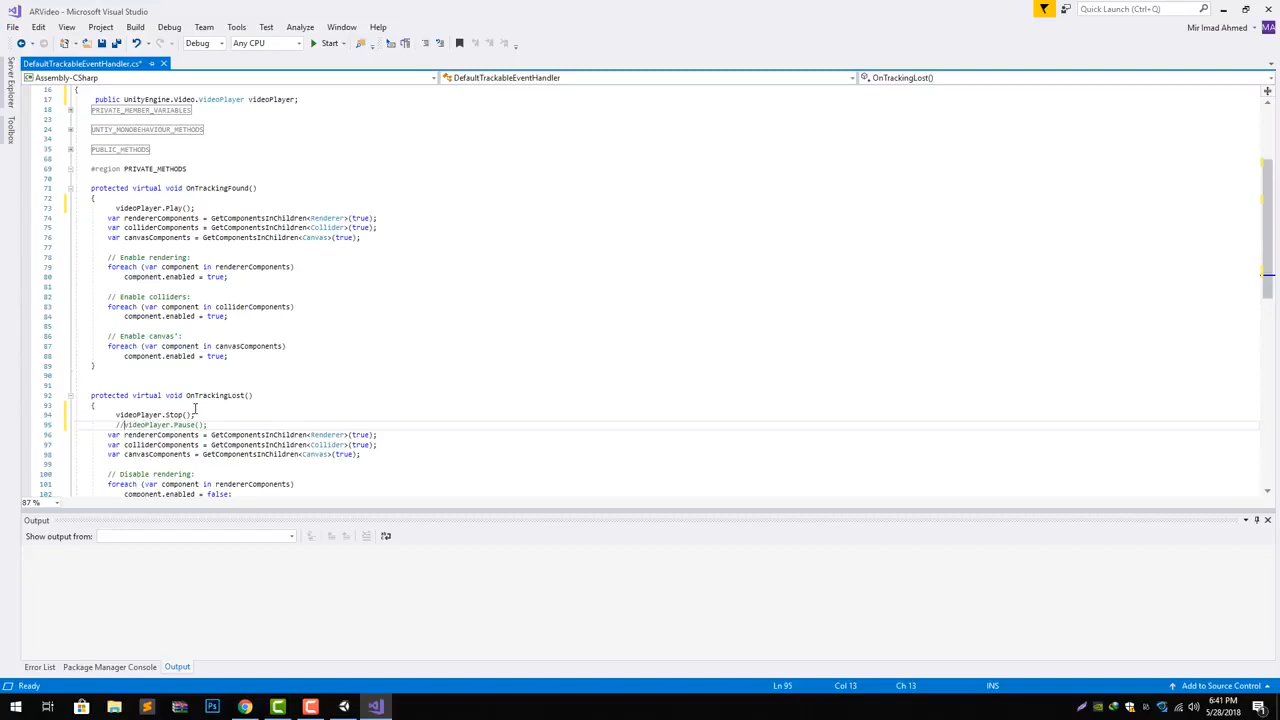 ARVideo - Microsoft Visual Studio
Quick Launch (Ctrl+Q)
File Edit View Project Build Debug Team Tools Test Analyze Window Help
Mir Imad Ahmed MA
Debug Any CPU Start
DefaultTrackableEventHandler.cs*
Server Explorer
Toolbox
Assembly-CSharp DefaultTrackableEventHandler OnTrackingLost()
16 {
17 public UnityEngine.Video.VideoPlayer videoPlayer;
18 PRIVATE_MEMBER_VARIABLES
23
24 UNTIY_MONOBEHAVIOUR_METHODS
34
35 PUBLIC_METHODS
68
69 #region PRIVATE_METHODS
70
71 protected virtual void OnTrackingFound()
72 {
73 videoPlayer.Play();
74 var rendererComponents = GetComponentsInChildren<Renderer>(true);
75 var colliderComponents = GetComponentsInChildren<Collider>(true);
76 var canvasComponents = GetComponentsInChildren<Canvas>(true);
77
78 // Enable rendering:
79 foreach (var component in rendererComponents)
80 component.enabled = true;
81
82 // Enable colliders:
83 foreach (var component in colliderComponents)
84 component.enabled = true;
85
86 // Enable canvas':
87 foreach (var component in canvasComponents)
88 component.enabled = true;
89 }
90
91
92 protected virtual void OnTrackingLost()
93 {
94 videoPlayer.Stop();
95 //videoPlayer.Pause();
96 var rendererComponents = GetComponentsInChildren<Renderer>(true);
97 var colliderComponents = GetComponentsInChildren<Collider>(true);
98 var canvasComponents = GetComponentsInChildren<Canvas>(true);
99
100 // Disable rendering:
101 foreach (var component in rendererComponents)
102 component.enabled = false;
87 %
Output
Show output from:
Error List Package Manager Console Output
Ready Ln 95 Col 13 Ch 13 INS Add to Source Control
6:41 PM
5/28/2018